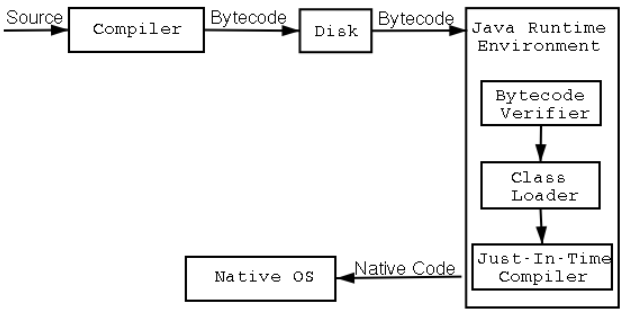 Source
Compiler
Bytecode
Disk
Bytecode
Java Runtime
Environment
Bytecode
Verifier
Class
Loader
Just-In-Time
Compiler
Native Code
Native OS